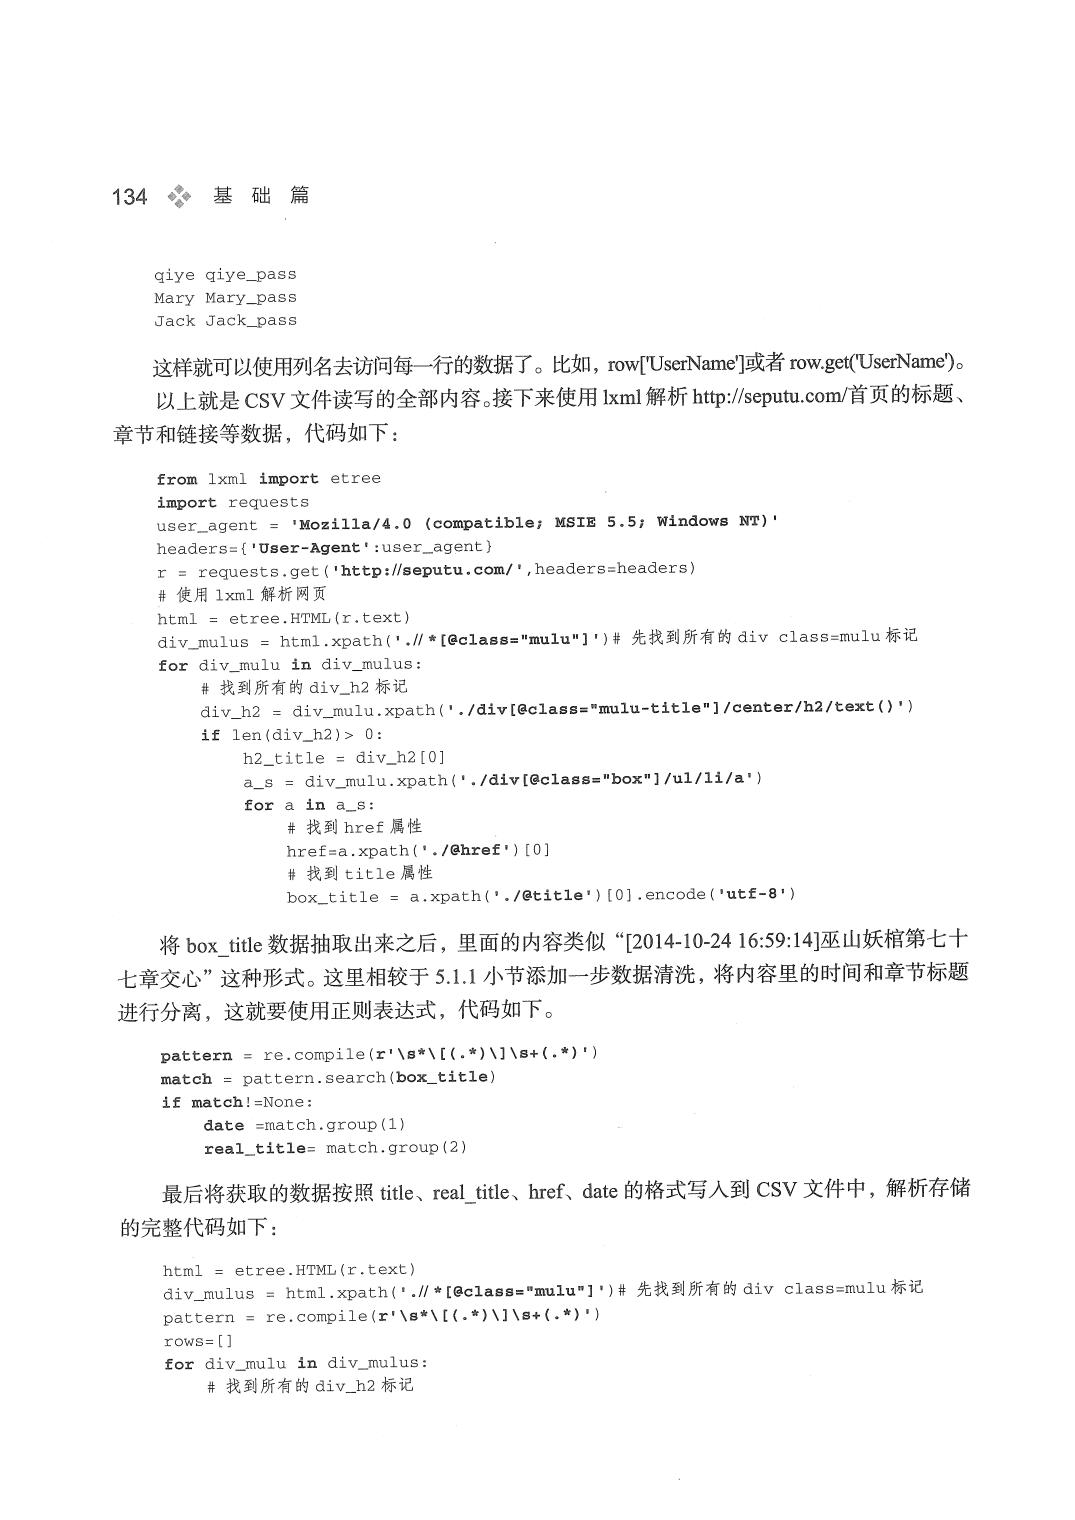 134 基 础 篇
qiye qiye_pass
Mary Mary_pass
Jack Jack_pass
这样就可以使用列名去访问每一行的数据了。比如，row['UserName']或者 row.get('UserName')。
以上就是 CSV 文件读写的全部内容。接下来使用 lxml 解析 http://seputu.com/首页的标题、
章节和链接等数据，代码如下：
from lxml import etree
import requests
user_agent = 'Mozilla/4.0 (compatible; MSIE 5.5; Windows NT)'
headers={'User-Agent':user_agent}
r = requests.get('http://seputu.com/',headers=headers)
# 使用 lxml 解析网页
html = etree.HTML(r.text)
div_mulus = html.xpath('.//*[@class="mulu"]')# 先找到所有的 div class=mulu 标记
for div_mulu in div_mulus:
    # 找到所有的 div_h2 标记
    div_h2 = div_mulu.xpath('./div[@class="mulu-title"]/center/h2/text()')
    if len(div_h2)> 0:
        h2_title = div_h2[0]
        a_s = div_mulu.xpath('./div[@class="box"]/ul/li/a')
        for a in a_s:
            # 找到 href 属性
            href=a.xpath('./@href')[0]
            # 找到 title 属性
            box_title = a.xpath('./@title')[0].encode('utf-8')
将 box_title 数据抽取出来之后，里面的内容类似“[2014-10-24 16:59:14]巫山妖棺第七十
七章交心”这种形式。这里相较于 5.1.1 小节添加一步数据清洗，将内容里的时间和章节标题
进行分离，这就要使用正则表达式，代码如下。
pattern = re.compile(r'\s*\[(.*)\]\s+(.*)')
match = pattern.search(box_title)
if match!=None:
    date =match.group(1)
    real_title= match.group(2)
最后将获取的数据按照 title、real_title、href、date 的格式写入到 CSV 文件中，解析存储
的完整代码如下：
html = etree.HTML(r.text)
div_mulus = html.xpath('.//*[@class="mulu"]')# 先找到所有的 div class=mulu 标记
pattern = re.compile(r'\s*\[(.*)\]\s+(.*)')
rows=[]
for div_mulu in div_mulus:
    # 找到所有的 div_h2 标记